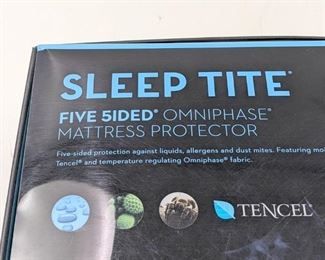 SLEEP TITE®
FIVE 5IDED® OMNIPHASE®
MATTRESS PROTECTOR
Five-sided protection against liquids, allergens and dust mites. Featuring
Tencel® and temperature regulating Omniphase® fabric.
TENCEL®